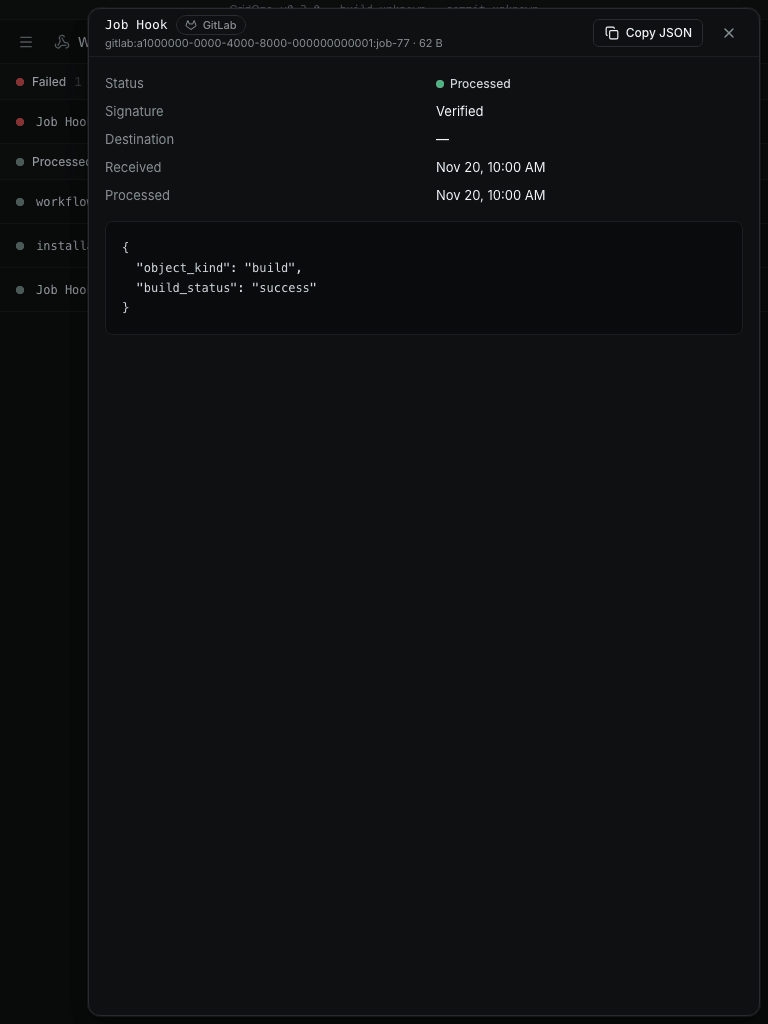 Job Hook GitLab
gitlab:a1000000-0000-4000-8000-000000000001:job-77 · 62 B
Copy JSON
W
Failed 1
Job Hoo
Processed
workflow
installa
Job Hoo
Status Processed
Signature Verified
Destination —
Received Nov 20, 10:00 AM
Processed Nov 20, 10:00 AM
{
"object_kind": "build",
"build_status": "success"
}